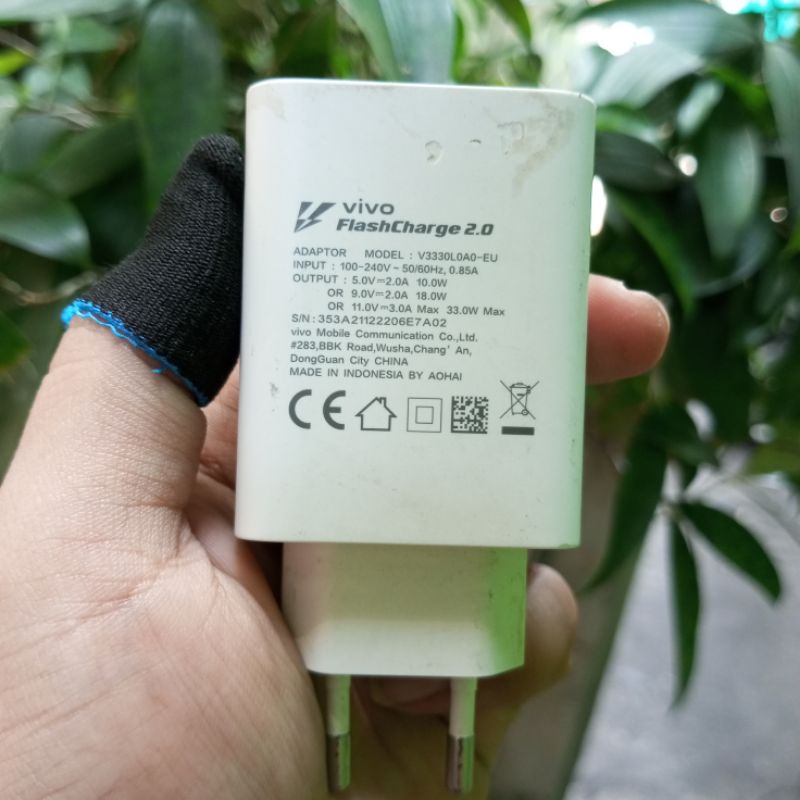 vivo
FlashCharge 2.0
ADAPTOR MODEL : V3330L0A0-EU
INPUT : 100-240V ~ 50/60Hz, 0.85A
OUTPUT : 5.0V⎓2.0A 10.0W
OR 9.0V⎓2.0A 18.0W
OR 11.0V⎓3.0A Max 33.0W Max
S/N : 353A21122206E7A02
vivo Mobile Communication Co.,Ltd.
#283,BBK Road,Wusha,Chang' An,
DongGuan City CHINA
MADE IN INDONESIA BY AOHAI
CE